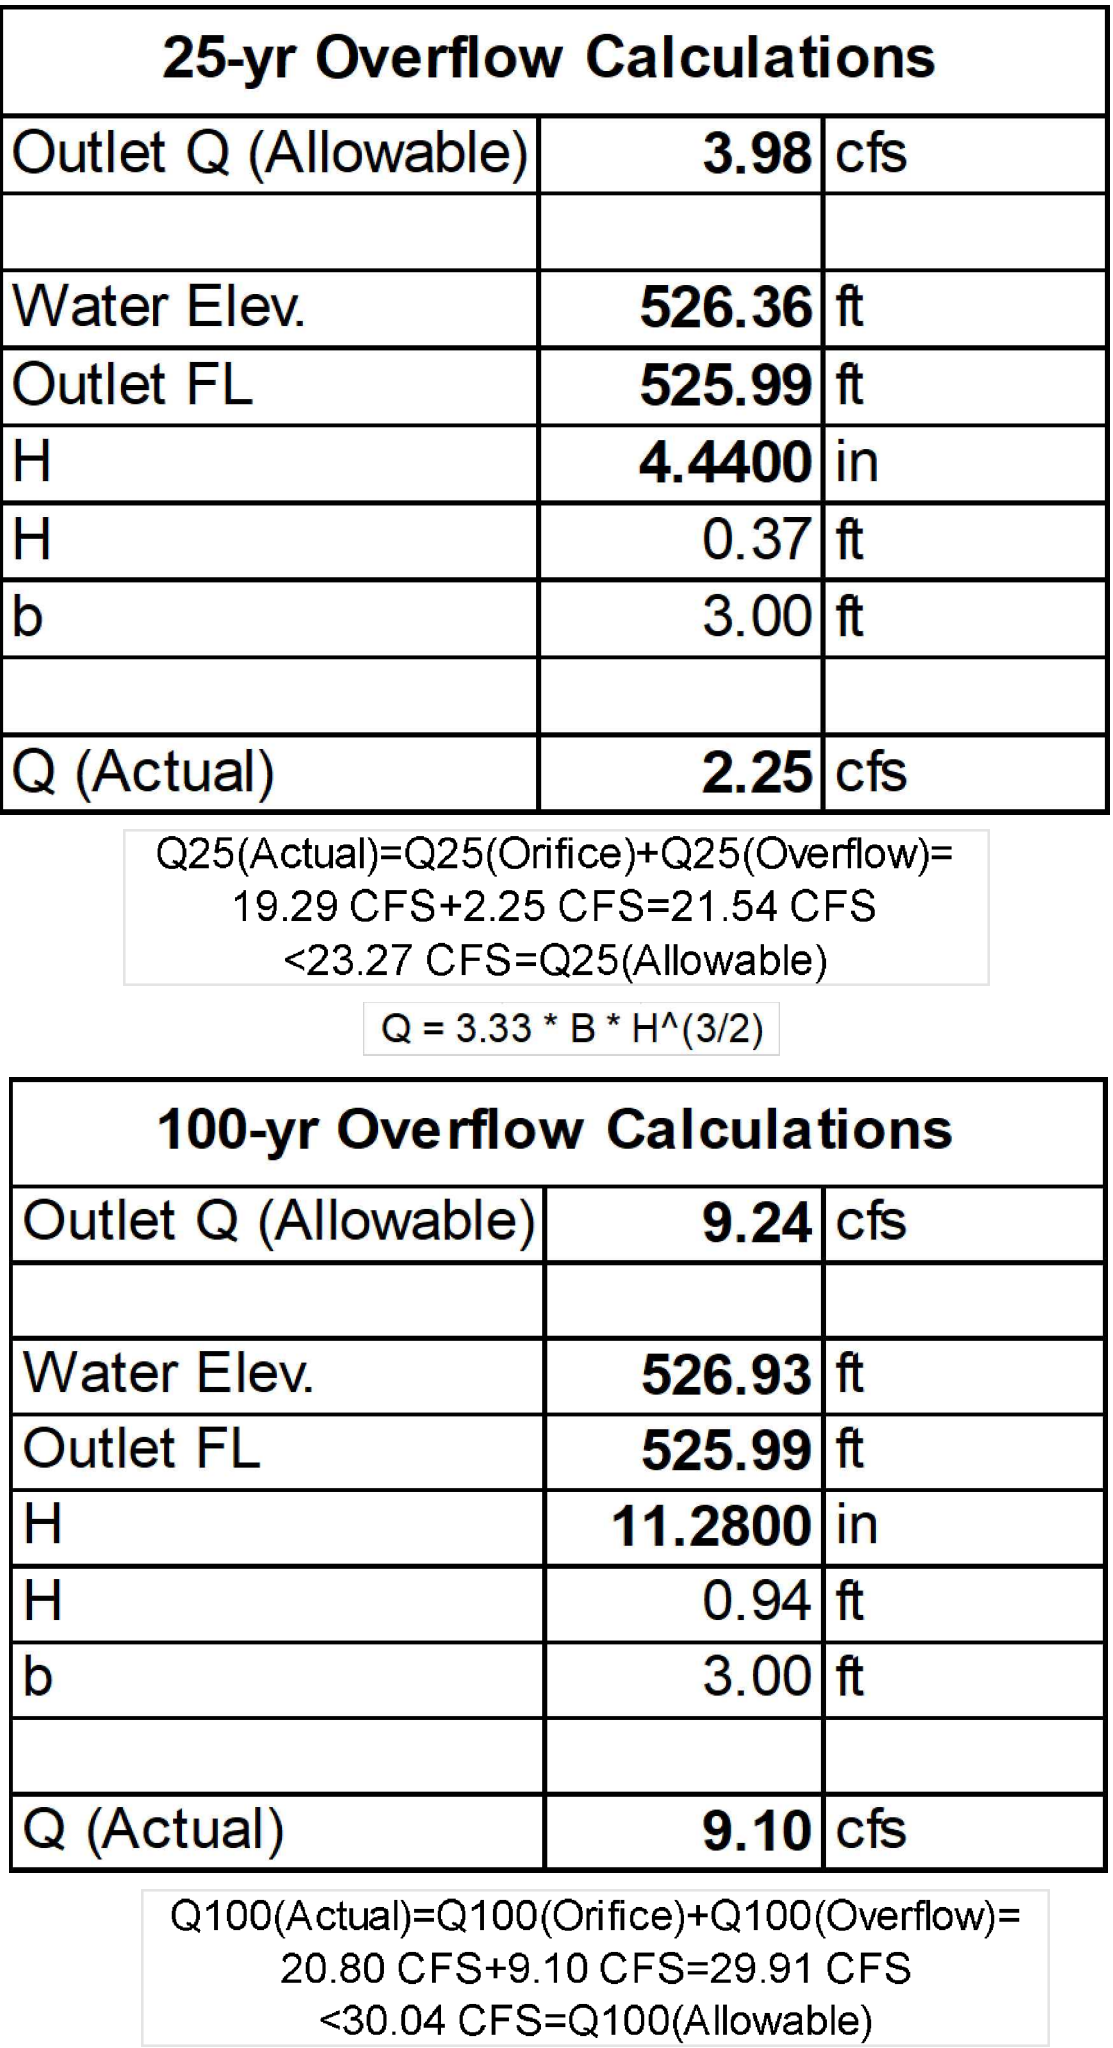 25-yr Overflow Calculations
Outlet Q (Allowable) 3.98 cfs
Water Elev. 526.36 ft
Outlet FL 525.99 ft
H 4.4400 in
H 0.37 ft
b 3.00 ft
Q (Actual) 2.25 cfs
Q25(Actual)=Q25(Orifice)+Q25(Overflow)=
19.29 CFS+2.25 CFS=21.54 CFS
<23.27 CFS=Q25(Allowable)
Q = 3.33 * B * H^(3/2)
100-yr Overflow Calculations
Outlet Q (Allowable) 9.24 cfs
Water Elev. 526.93 ft
Outlet FL 525.99 ft
H 11.2800 in
H 0.94 ft
b 3.00 ft
Q (Actual) 9.10 cfs
Q100(Actual)=Q100(Orifice)+Q100(Overflow)=
20.80 CFS+9.10 CFS=29.91 CFS
<30.04 CFS=Q100(Allowable)